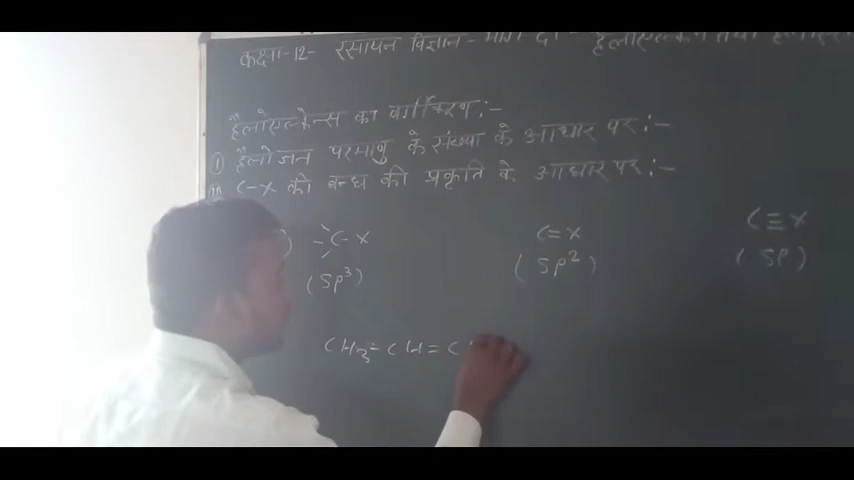 कक्षा-12- रसायन विज्ञान-
हैलोएल्केन्स का वर्गीकरण:-
① हैलोजन परमाणु के संख्या के आधार पर:-
C-X को बन्ध की प्रकृति के आधार पर:-
C-X C=X C≡X
(SP³) (SP²) (SP)
CH₃-CH=C